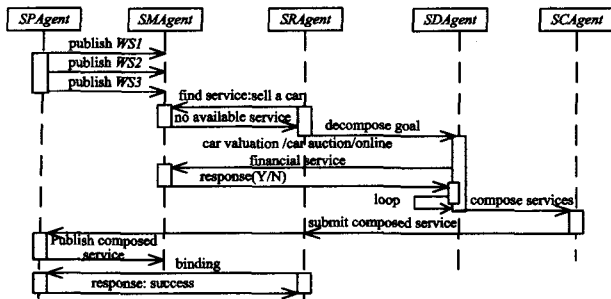 SPAgent
SMAgent
SRAgent
SDAgent
SCAgent
publish WS1
publish WS2
publish WS3
find service:sell a car
no available service
decompose goal
car valuation /car auction/online
financial service
response(Y/N)
loop
compose services
submit composed service
Publish composed
service
binding
response: success